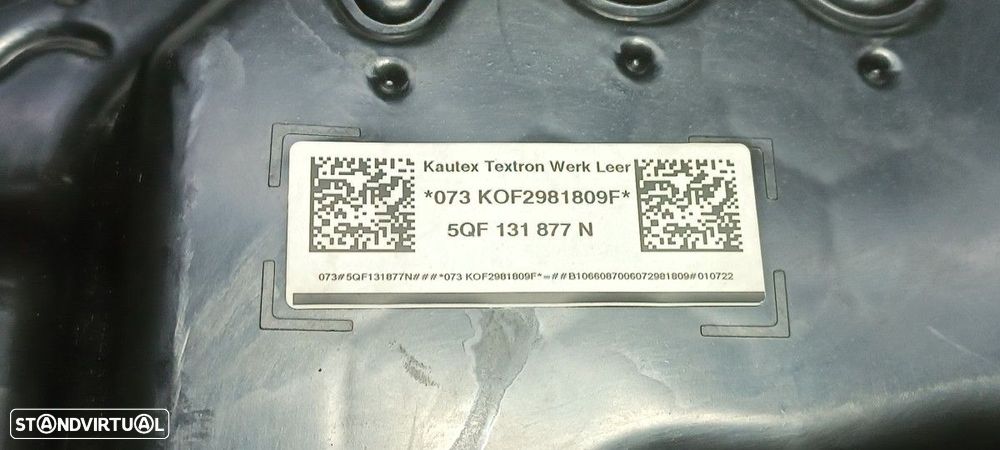 Kautex Textron Werk Leer
*073 KOF2981809F*
5QF 131 877 N
073#5QF131877N###*073 KOF2981809F*=##B1066087006072981809#010722
STANDVIRTUAL